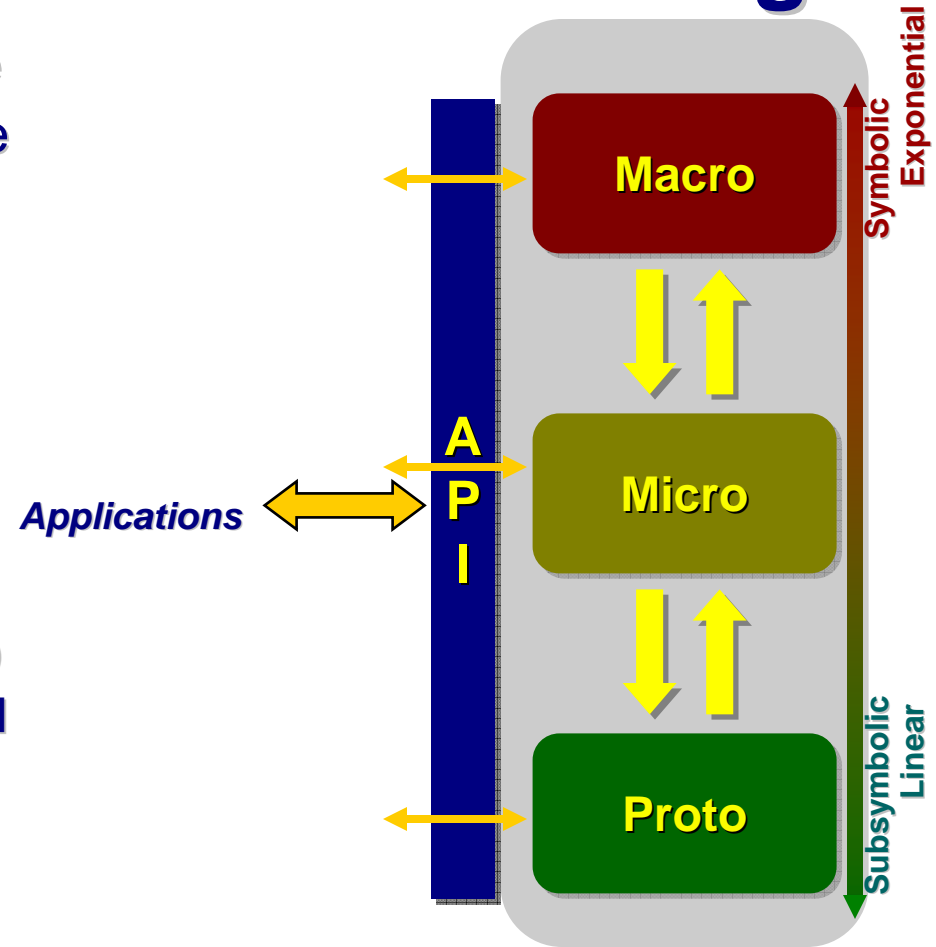 Macro
Symbolic
Exponential
A
P
I
Micro
Applications
Proto
Subsymbolic
Linear